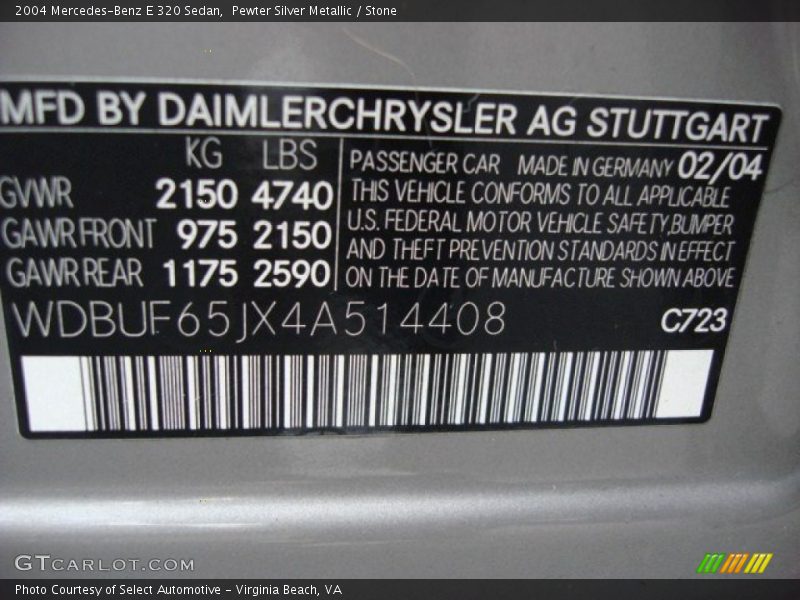 2004 Mercedes-Benz E 320 Sedan,  Pewter Silver Metallic / Stone
MFD BY DAIMLERCHRYSLER AG STUTTGART
KG LBS
GVWR 2150 4740
GAWR FRONT 975 2150
GAWR REAR 1175 2590
PASSENGER CAR MADE IN GERMANY 02/04
THIS VEHICLE CONFORMS TO ALL APPLICABLE
U.S. FEDERAL MOTOR VEHICLE SAFETY,BUMPER
AND THEFT PREVENTION STANDARDS IN EFFECT
ON THE DATE OF MANUFACTURE SHOWN ABOVE
WDBUF65JX4A514408 C723
GTCARLOT.COM
Photo Courtesy of Select Automotive - Virginia Beach, VA